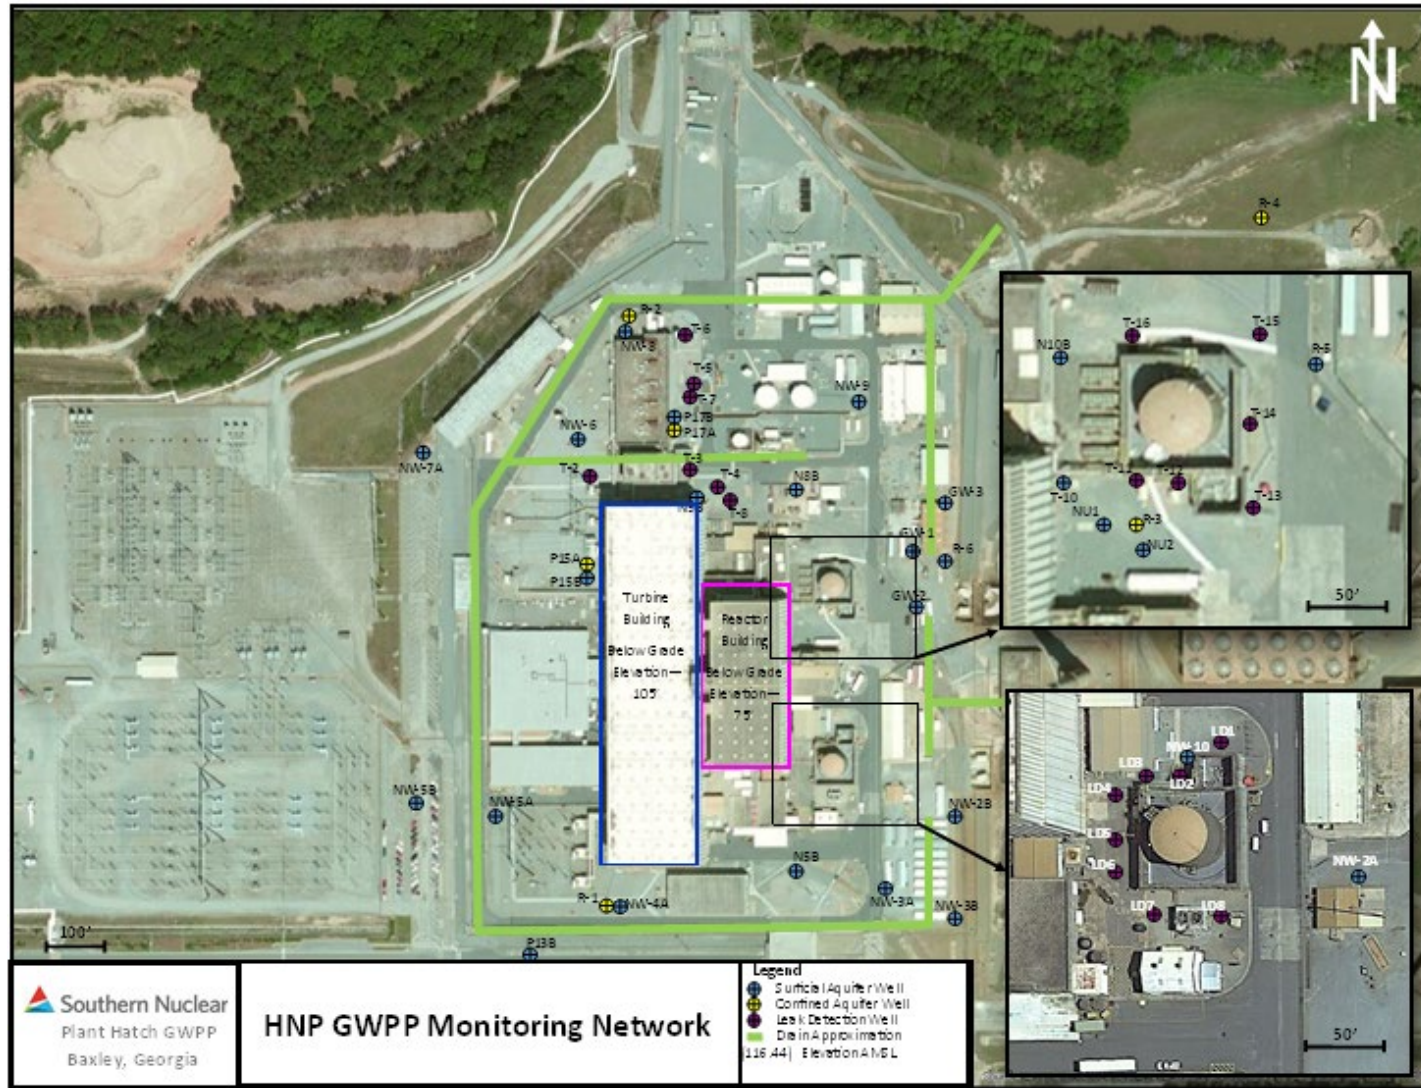 N
R-4
R-2
NW-8
T-6
T-5
T-7
P17B
P17A
NW-9
NW-6
NW-7A
T-2
T-3
T-4
T-8
N9B
N8B
GW-3
GW-1
R-6
GW-2
P15A
P15B
Turbine
Building
Below Grade
Elevation—
105'
Reactor
Building
Below Grade
Elevation—
75'
T-16
T-15
N10B
R-5
T-14
T-11
T-12
T-10
T-13
NU1
R-3
NU2
50'
NW-5B
NW-5A
NW-2B
N5B
NW-3A
NW-3B
R-1
NW-4A
P13B
100'
LD1
NW-10
LD3
LD2
LD4
LD5
LD6
LD7
LD8
NW-2A
50'
Southern Nuclear
Plant Hatch GWPP
Baxley, Georgia
HNP GWPP Monitoring Network
Legend
Surficial Aquifer Well
Confined Aquifer Well
Leak Detection Well
Drain Approximation
(116.44) Elevation AMSL